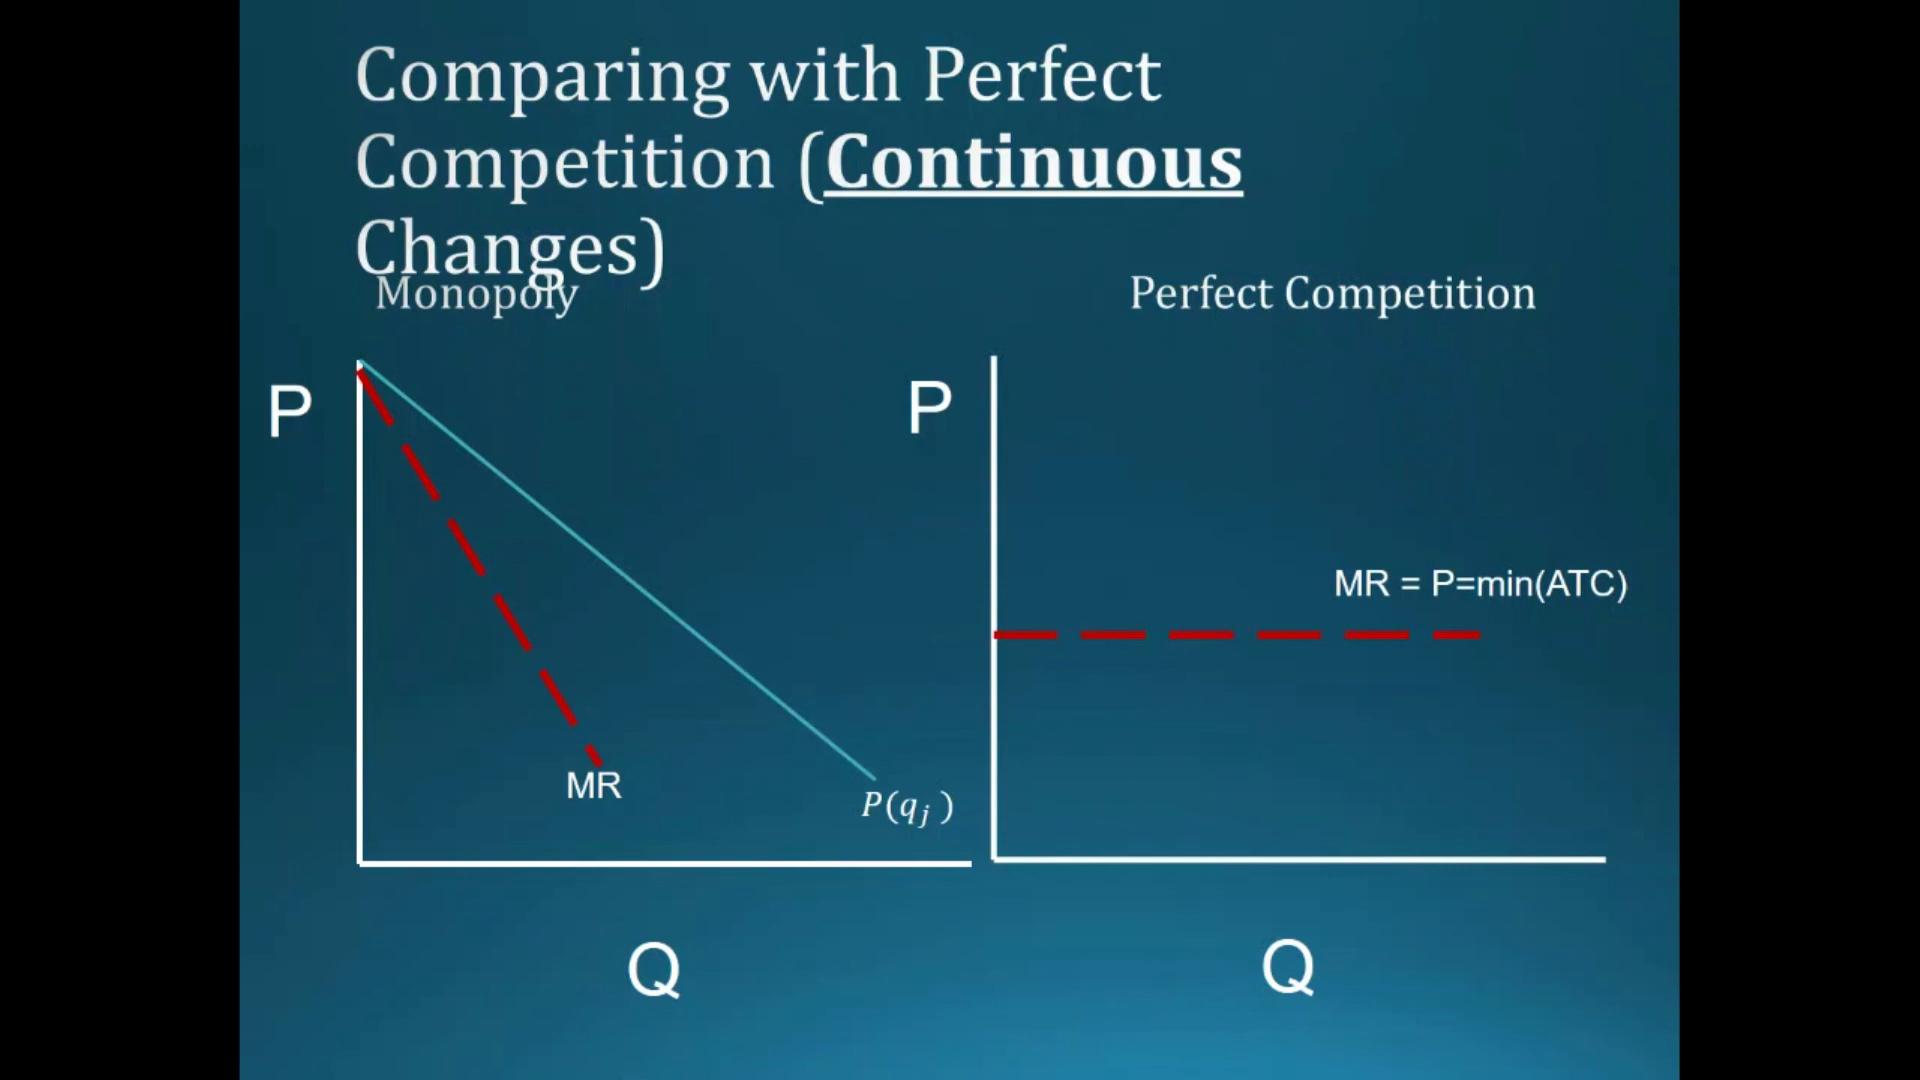 Comparing with Perfect
Competition (Continuous
Changes)
Monopoly
Perfect Competition
P
P
MR = P=min(ATC)
MR
P(qⱼ )
Q
Q